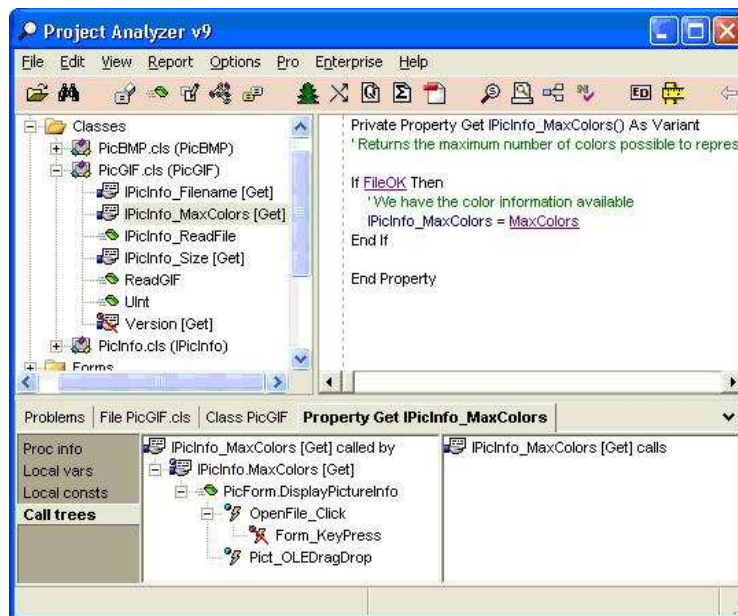 Project Analyzer v9
File Edit View Report Options Pro Enterprise Help
Classes
PicBMP.cls (PicBMP)
PicGIF.cls (PicGIF)
IPicInfo_Filename [Get]
IPicInfo_MaxColors [Get]
IPicInfo_ReadFile
IPicInfo_Size [Get]
ReadGIF
UInt
Version [Get]
PicInfo.cls (IPicInfo)
Forms
Private Property Get IPicInfo_MaxColors() As Variant
' Returns the maximum number of colors possible to repres
If FileOK Then
' We have the color information available
IPicInfo_MaxColors = MaxColors
End If
End Property
Problems File PicGIF.cls Class PicGIF Property Get IPicInfo_MaxColors
Proc info
Local vars
Local consts
Call trees
IPicInfo_MaxColors [Get] called by
IPicInfo.MaxColors [Get]
PicForm.DisplayPictureInfo
OpenFile_Click
Form_KeyPress
Pict_OLEDragDrop
IPicInfo_MaxColors [Get] calls